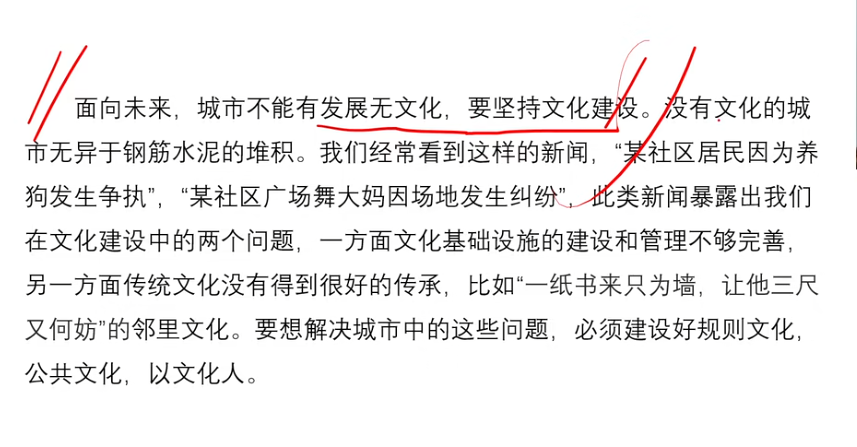 面向未来，城市不能有发展无文化，要坚持文化建设。没有文化的城
市无异于钢筋水泥的堆积。我们经常看到这样的新闻，“某社区居民因为养
狗发生争执”，“某社区广场舞大妈因场地发生纠纷”，此类新闻暴露出我们
在文化建设中的两个问题，一方面文化基础设施的建设和管理不够完善，
另一方面传统文化没有得到很好的传承，比如“一纸书来只为墙，让他三尺
又何妨”的邻里文化。要想解决城市中的这些问题，必须建设好规则文化，
公共文化，以文化人。